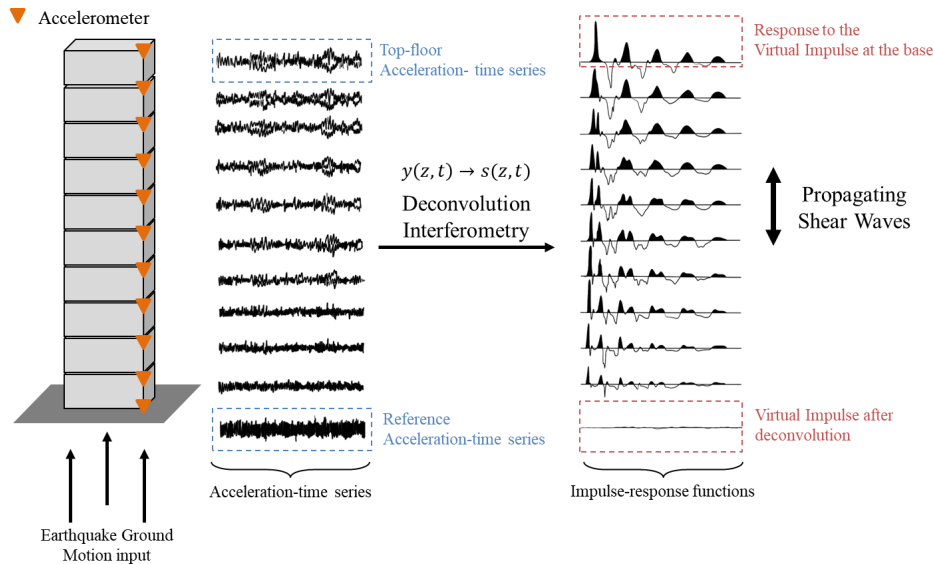 Accelerometer
Top-floor
Acceleration- time series
Response to the
Virtual Impulse at the base
y(z,t) → s(z,t)
Deconvolution
Interferometry
Propagating
Shear Waves
Reference
Acceleration-time series
Virtual Impulse after
deconvolution
Acceleration-time series
Impulse-response functions
Earthquake Ground
Motion input